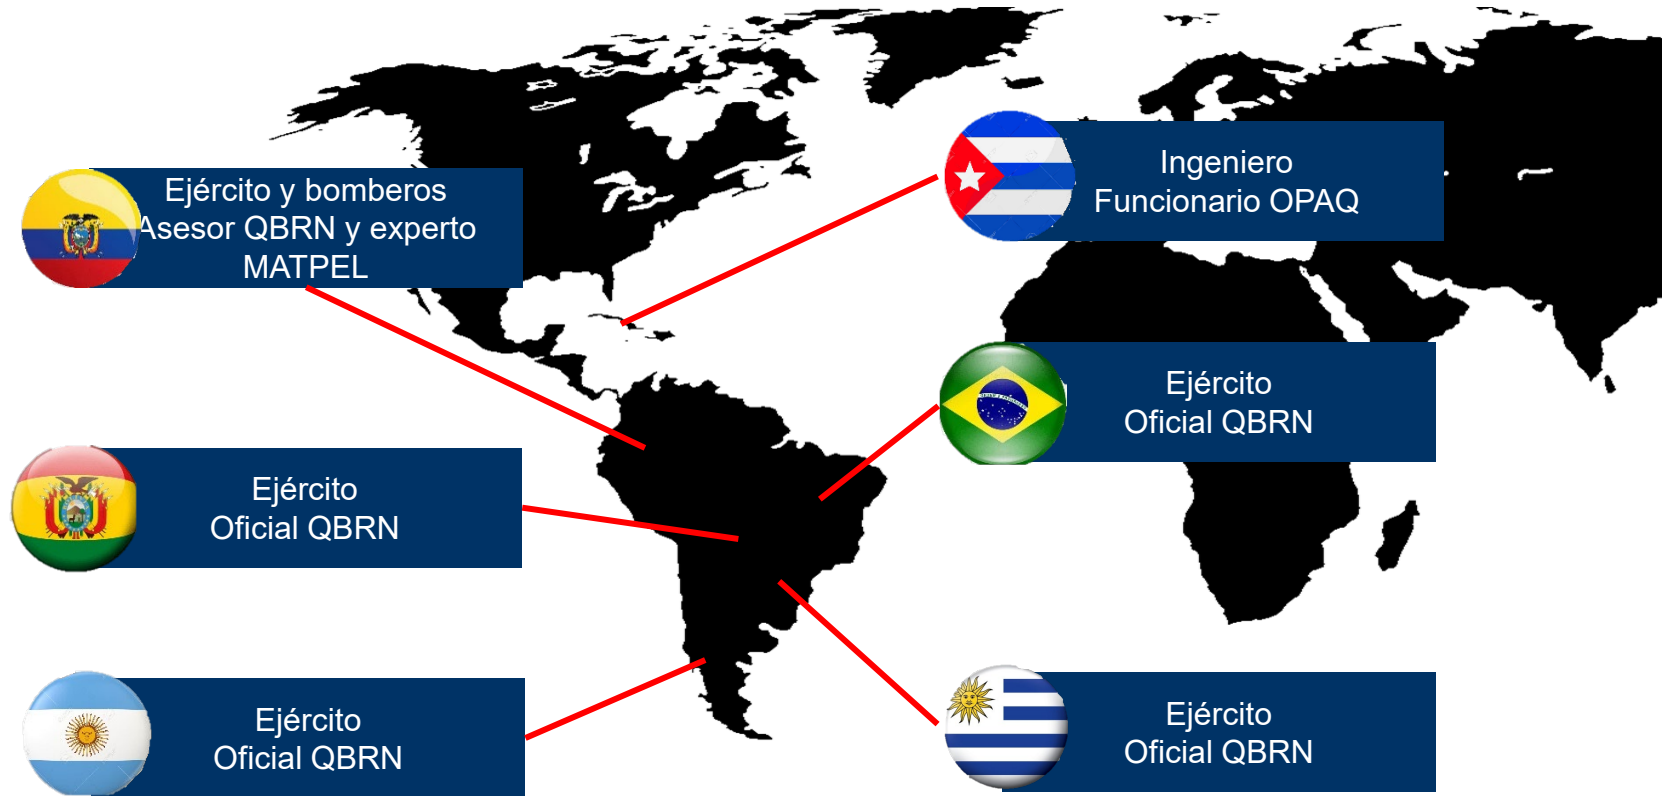 Ejército y bomberos
Asesor QBRN y experto
MATPEL
Ingeniero
Funcionario OPAQ
Ejército
Oficial QBRN
Ejército
Oficial QBRN
Ejército
Oficial QBRN
Ejército
Oficial QBRN